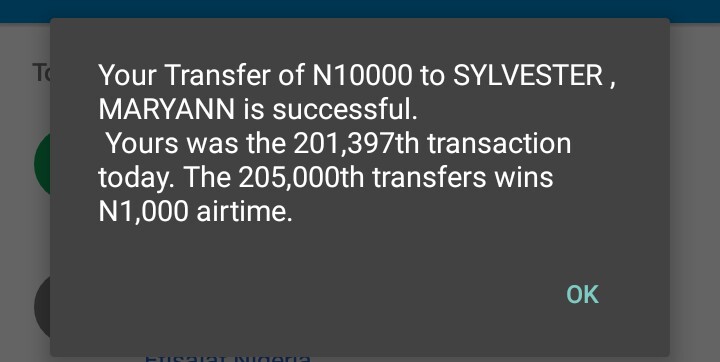 To
Your Transfer of N10000 to SYLVESTER ,
MARYANN is successful.
Yours was the 201,397th transaction
today. The 205,000th transfers wins
N1,000 airtime.
OK
Etisalat Nigeria